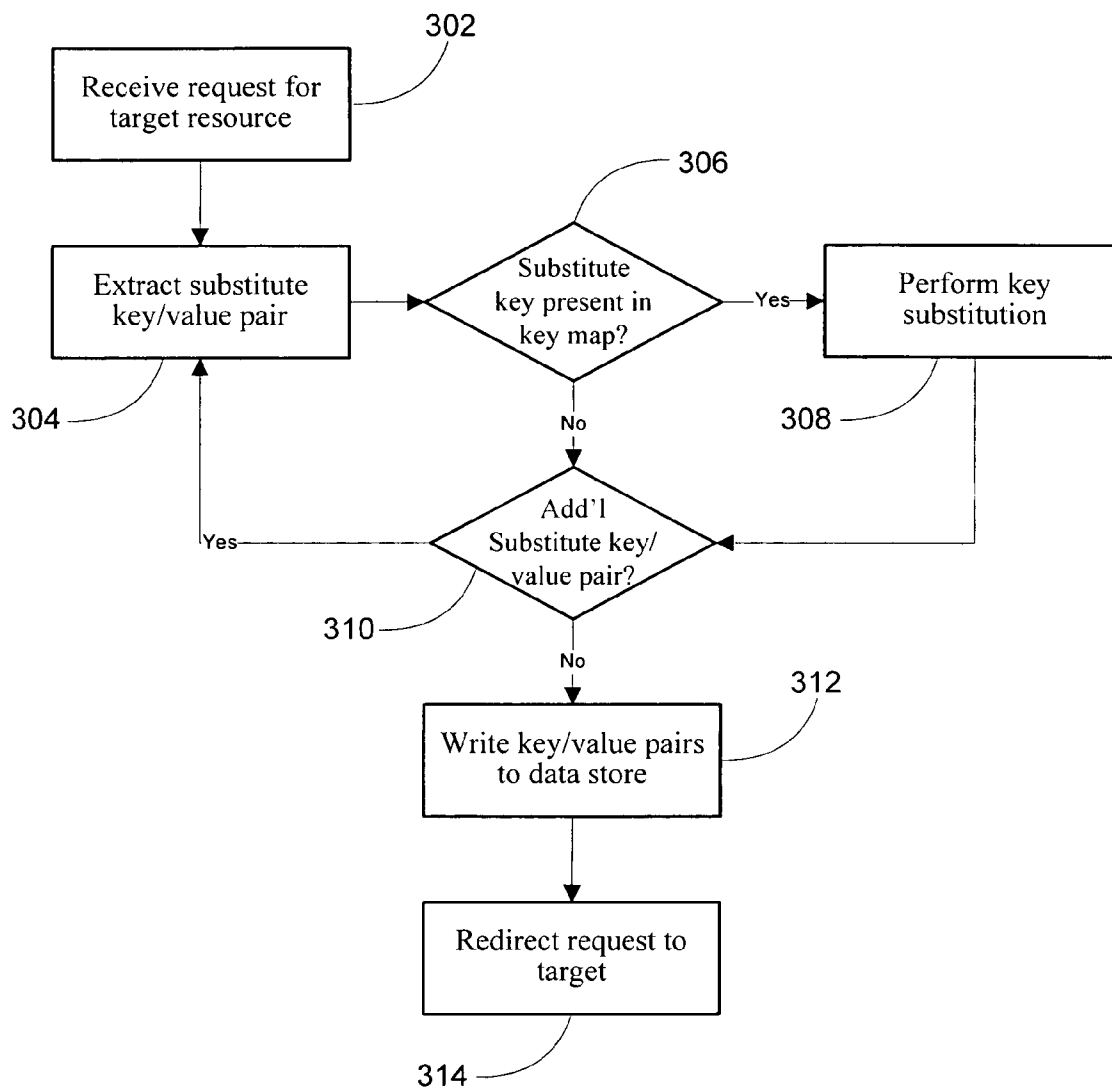 302
Receive request for
target resource
306
Extract substitute
key/value pair
Substitute
key present in
key map?
Yes
Perform key
substitution
304
308
No
Add'l
Substitute key/
value pair?
Yes
310
No
312
Write key/value pairs
to data store
Redirect request to
target
314